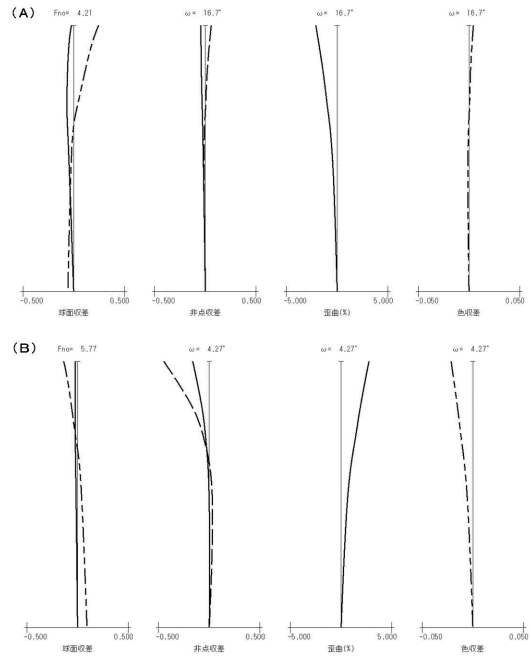 (A)
Fno= 4.21
ω= 16.7°
ω= 16.7°
ω= 16.7°
-0.500 0.500
球面収差
-0.500 0.500
非点収差
-5.000 5.000
歪曲(%)
-0.050 0.050
色収差
(B)
Fno= 5.77
ω= 4.27°
ω= 4.27°
ω= 4.27°
-0.500 0.500
球面収差
-0.500 0.500
非点収差
-5.000 5.000
歪曲(%)
-0.050 0.050
色収差